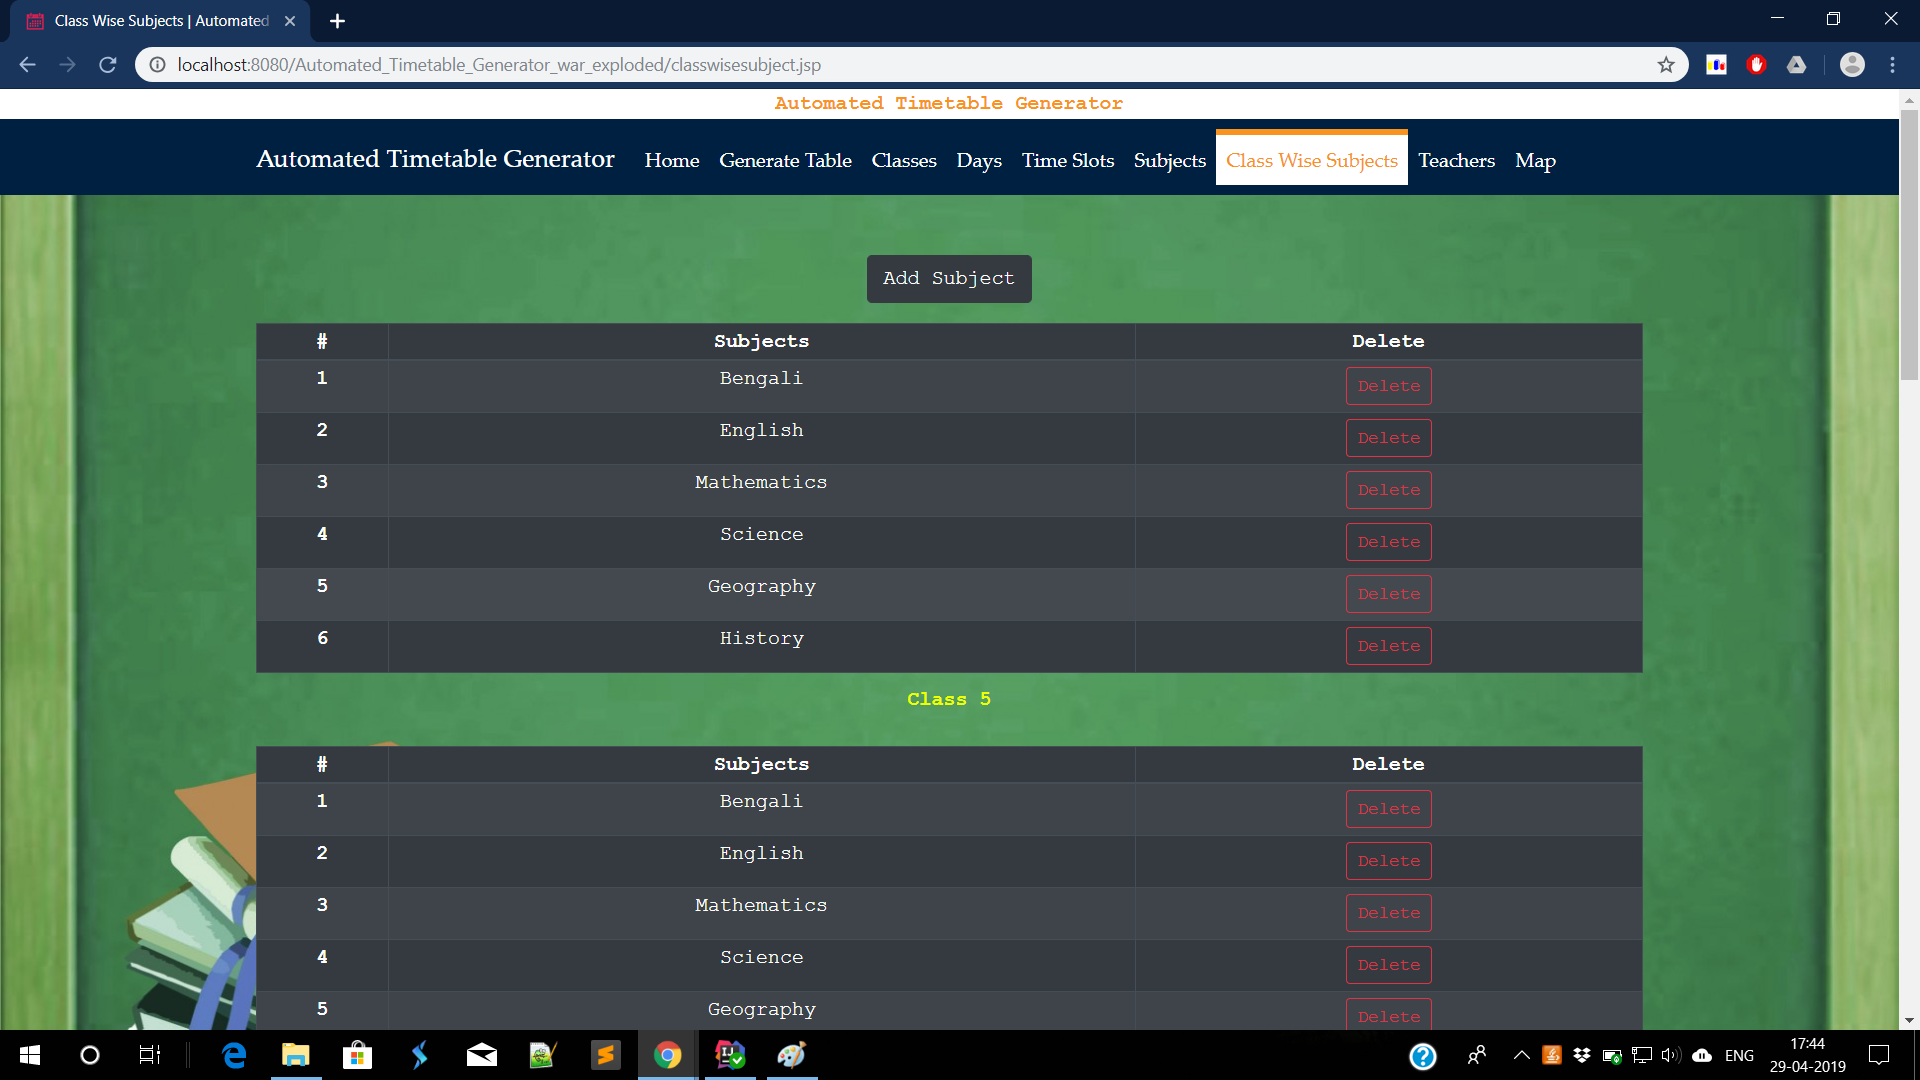 Class Wise Subjects | Automated
localhost:8080/Automated_Timetable_Generator_war_exploded/classwisesubject.jsp
Automated Timetable Generator
Automated Timetable Generator Home Generate Table Classes Days Time Slots Subjects Class Wise Subjects Teachers Map
Add Subject
# Subjects Delete
1 Bengali Delete
2 English Delete
3 Mathematics Delete
4 Science Delete
5 Geography Delete
6 History Delete
Class 5
# Subjects Delete
1 Bengali Delete
2 English Delete
3 Mathematics Delete
4 Science Delete
5 Geography Delete
ENG
17:44
29-04-2019